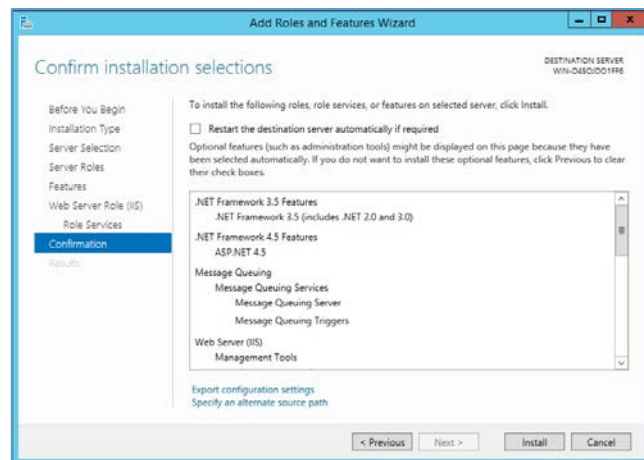 Add Roles and Features Wizard
Confirm installation selections
DESTINATION SERVER
Before You Begin
Installation Type
Server Selection
Server Roles
Features
Web Server Role (IIS)
Role Services
Confirmation
Results
To install the following roles, role services, or features on selected server, click Install.
Restart the destination server automatically if required
Optional features (such as administration tools) might be displayed on this page because they have
been selected automatically. If you do not want to install these optional features, click Previous to clear
their check boxes.
.NET Framework 3.5 Features
.NET Framework 3.5 (includes .NET 2.0 and 3.0)
.NET Framework 4.5 Features
ASP.NET 4.5
Message Queuing
Message Queuing Services
Message Queuing Server
Message Queuing Triggers
Web Server (IIS)
Management Tools
Export configuration settings
Specify an alternate source path
< Previous
Next >
Install
Cancel